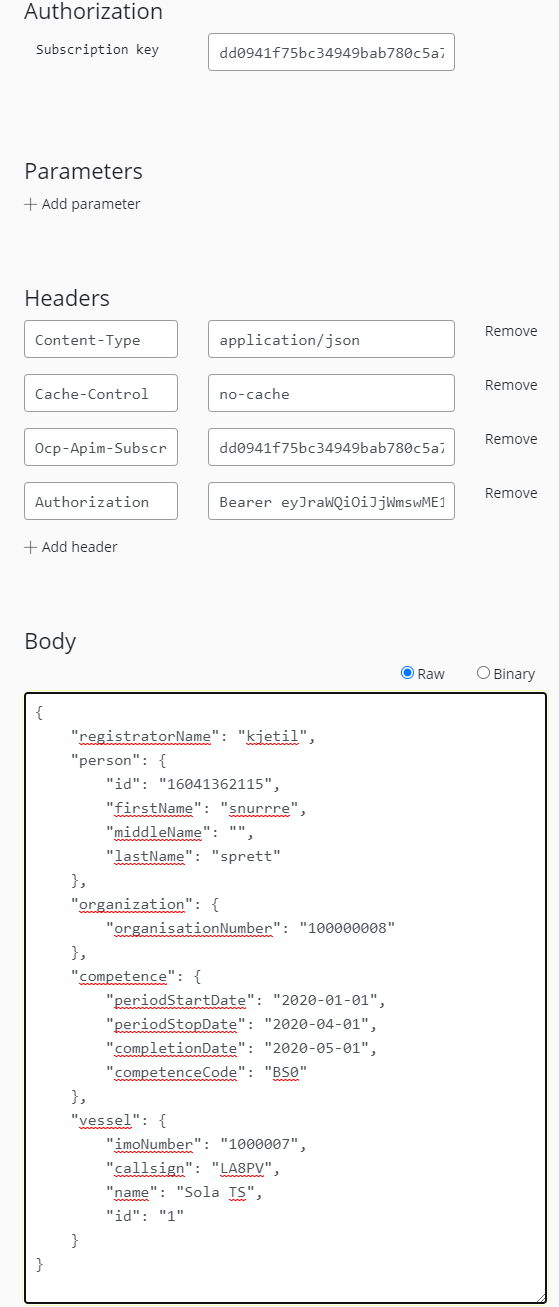 Authorization
Subscription key dd0941f75bc34949bab780c5a7
Parameters
+ Add parameter
Headers
Content-Type application/json Remove
Cache-Control no-cache Remove
Ocp-Apim-Subscr dd0941f75bc34949bab780c5a7 Remove
Authorization Bearer eyJraWQiOiJjWmswME1 Remove
+ Add header
Body
Raw Binary
{
    "registratorName": "kjetil",
    "person": {
        "id": "16041362115",
        "firstName": "snurrre",
        "middleName": "",
        "lastName": "sprett"
    },
    "organization": {
        "organisationNumber": "100000008"
    },
    "competence": {
        "periodStartDate": "2020-01-01",
        "periodStopDate": "2020-04-01",
        "completionDate": "2020-05-01",
        "competenceCode": "BS0"
    },
    "vessel": {
        "imoNumber": "1000007",
        "callsign": "LA8PV",
        "name": "Sola TS",
        "id": "1"
    }
}